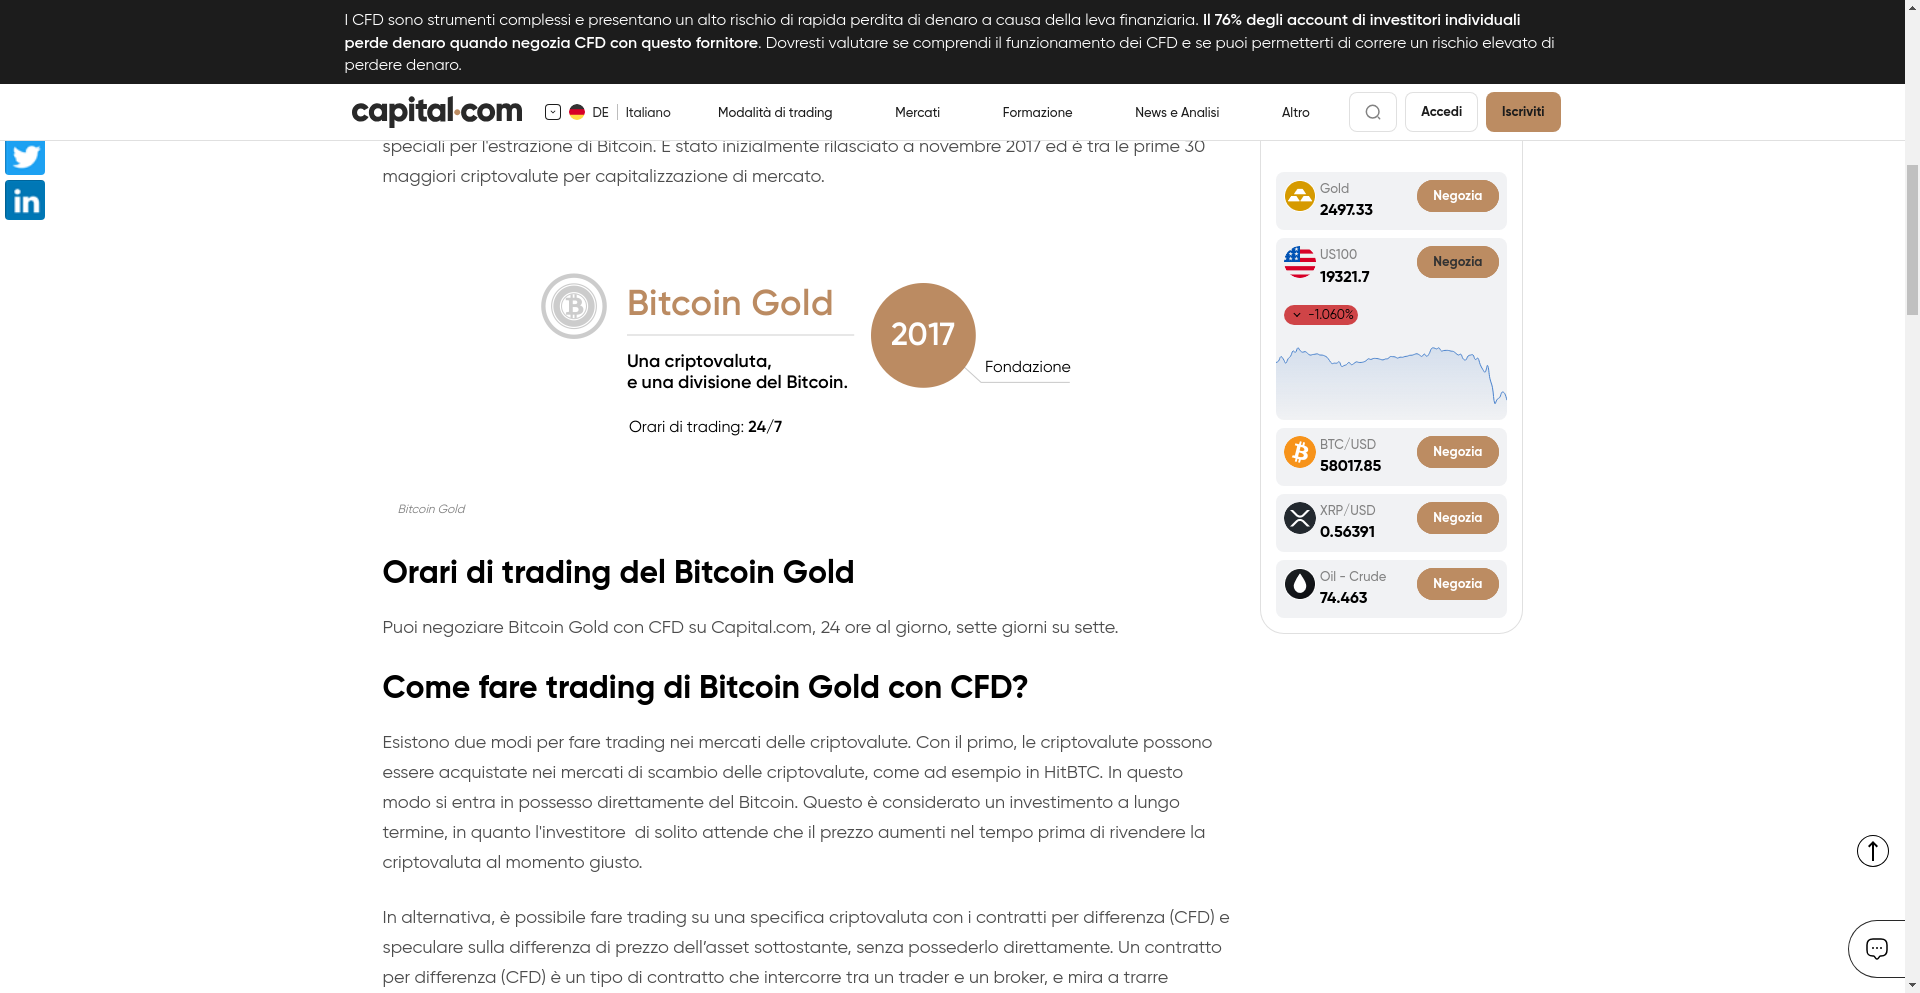 I CFD sono strumenti complessi e presentano un alto rischio di rapida perdita di denaro a causa della leva finanziaria. Il 76% degli account di investitori individuali
perde denaro quando negozia CFD con questo fornitore. Dovresti valutare se comprendi il funzionamento dei CFD e se puoi permetterti di correre un rischio elevato di
perdere denaro.
capital.com
DE
Italiano
Modalità di trading
Mercati
Formazione
News e Analisi
Altro
Accedi
Iscriviti
speciali per l'estrazione di Bitcoin. È stato inizialmente rilasciato a novembre 2017 ed è tra le prime 30
maggiori criptovalute per capitalizzazione di mercato.
Bitcoin Gold
Una criptovaluta,
e una divisione del Bitcoin.
Orari di trading: 24/7
2017
Fondazione
Bitcoin Gold
Orari di trading del Bitcoin Gold
Puoi negoziare Bitcoin Gold con CFD su Capital.com, 24 ore al giorno, sette giorni su sette.
Come fare trading di Bitcoin Gold con CFD?
Esistono due modi per fare trading nei mercati delle criptovalute. Con il primo, le criptovalute possono
essere acquistate nei mercati di scambio delle criptovalute, come ad esempio in HitBTC. In questo
modo si entra in possesso direttamente del Bitcoin. Questo è considerato un investimento a lungo
termine, in quanto l'investitore  di solito attende che il prezzo aumenti nel tempo prima di rivendere la
criptovaluta al momento giusto.
In alternativa, è possibile fare trading su una specifica criptovaluta con i contratti per differenza (CFD) e
speculare sulla differenza di prezzo dell’asset sottostante, senza possederlo direttamente. Un contratto
per differenza (CFD) è un tipo di contratto che intercorre tra un trader e un broker, e mira a trarre
Gold
2497.33
Negozia
US100
19321.7
Negozia
-1.060%
BTC/USD
58017.85
Negozia
XRP/USD
0.56391
Negozia
Oil - Crude
74.463
Negozia